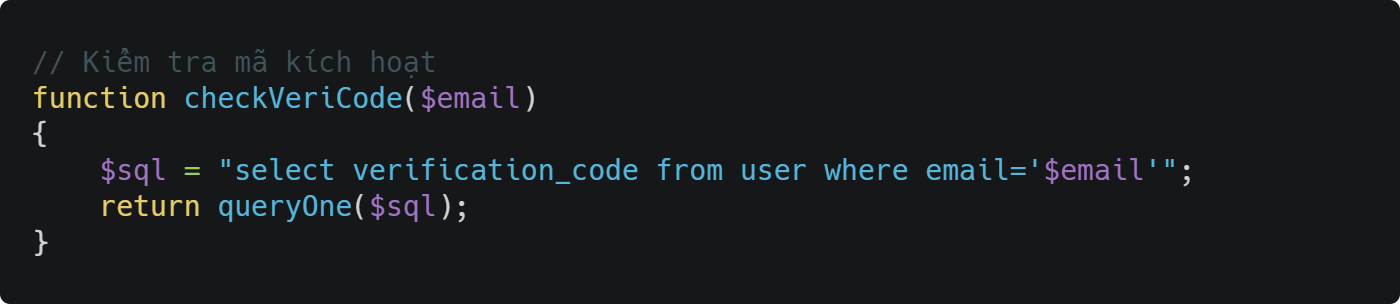 // Kiểm tra mã kích hoạt
function checkVeriCode($email)
{
    $sql = "select verification_code from user where email='$email'";
    return queryOne($sql);
}